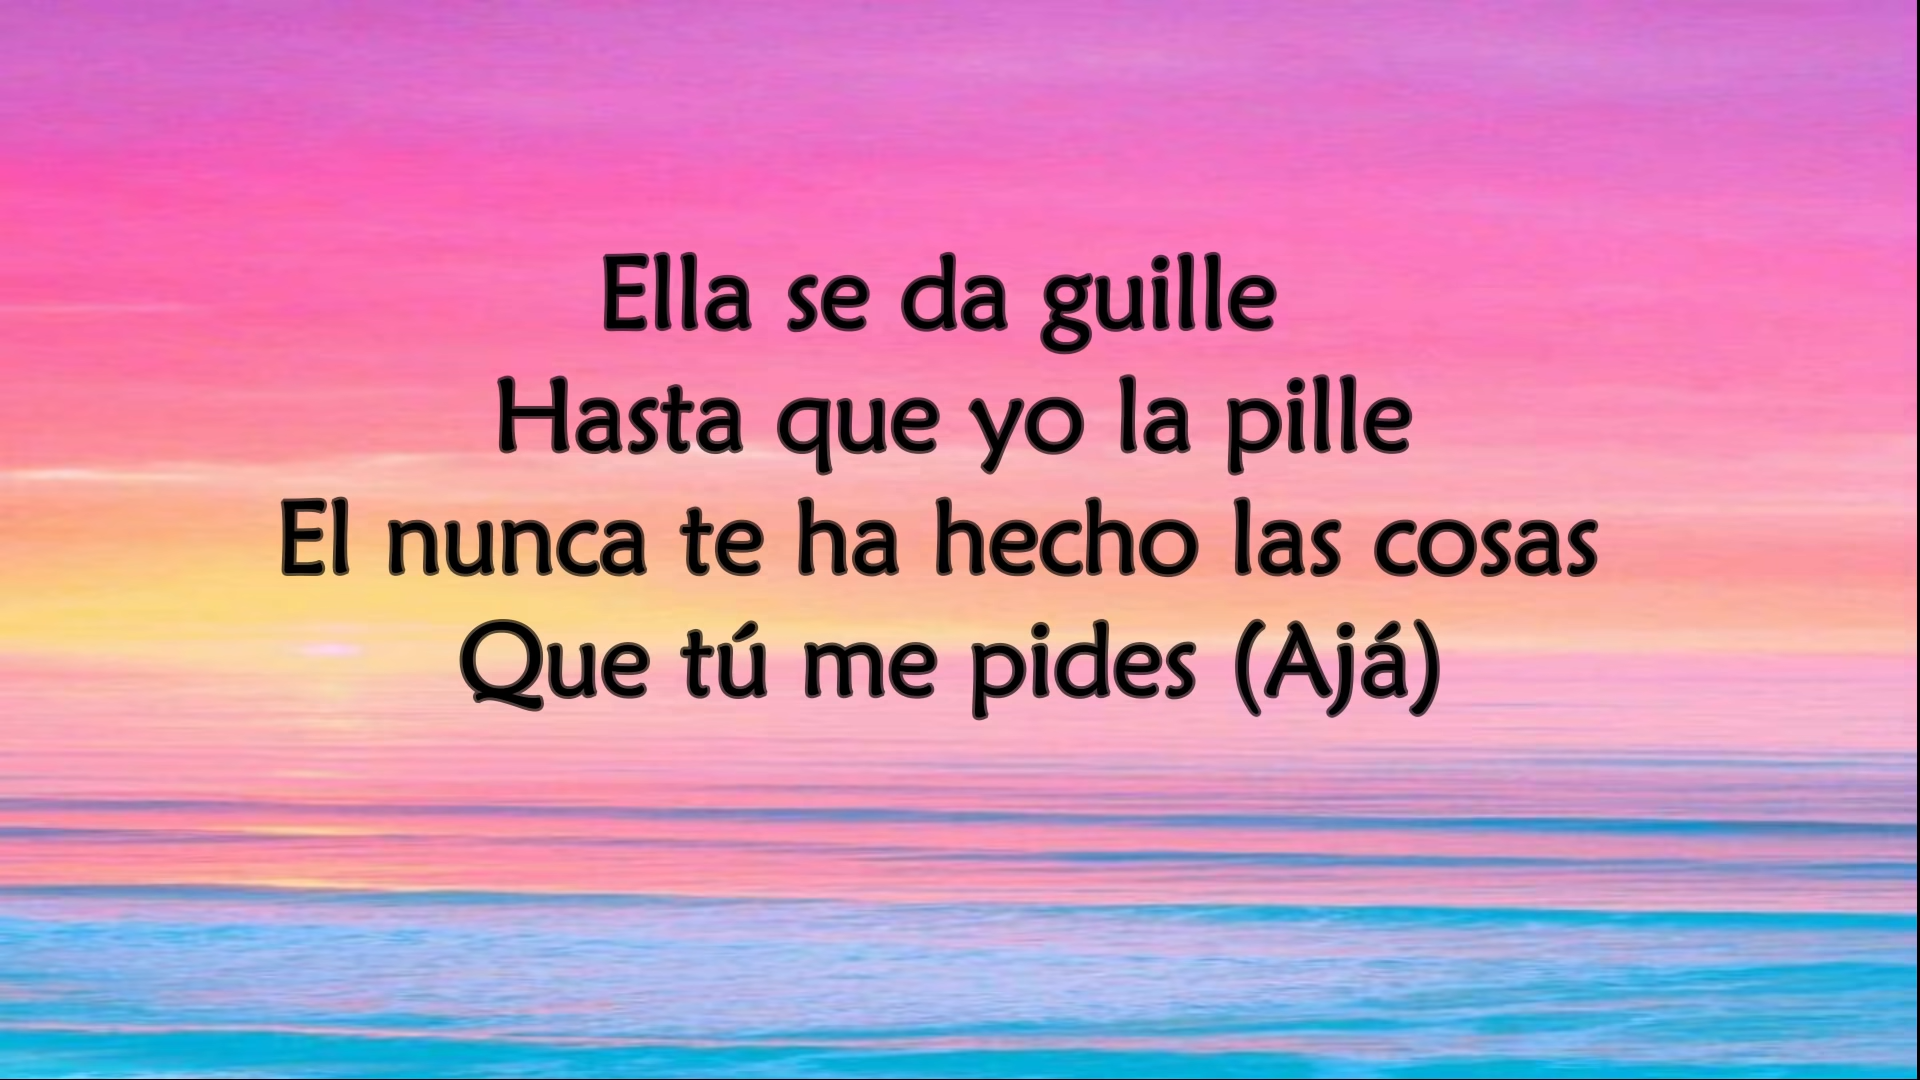 Ella se da guille
Hasta que yo la pille
El nunca te ha hecho las cosas
Que tú me pides (Ajá)